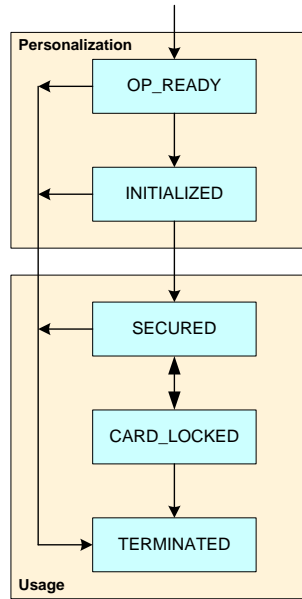 Personalization
OP_READY
INITIALIZED
SECURED
CARD_LOCKED
TERMINATED
Usage